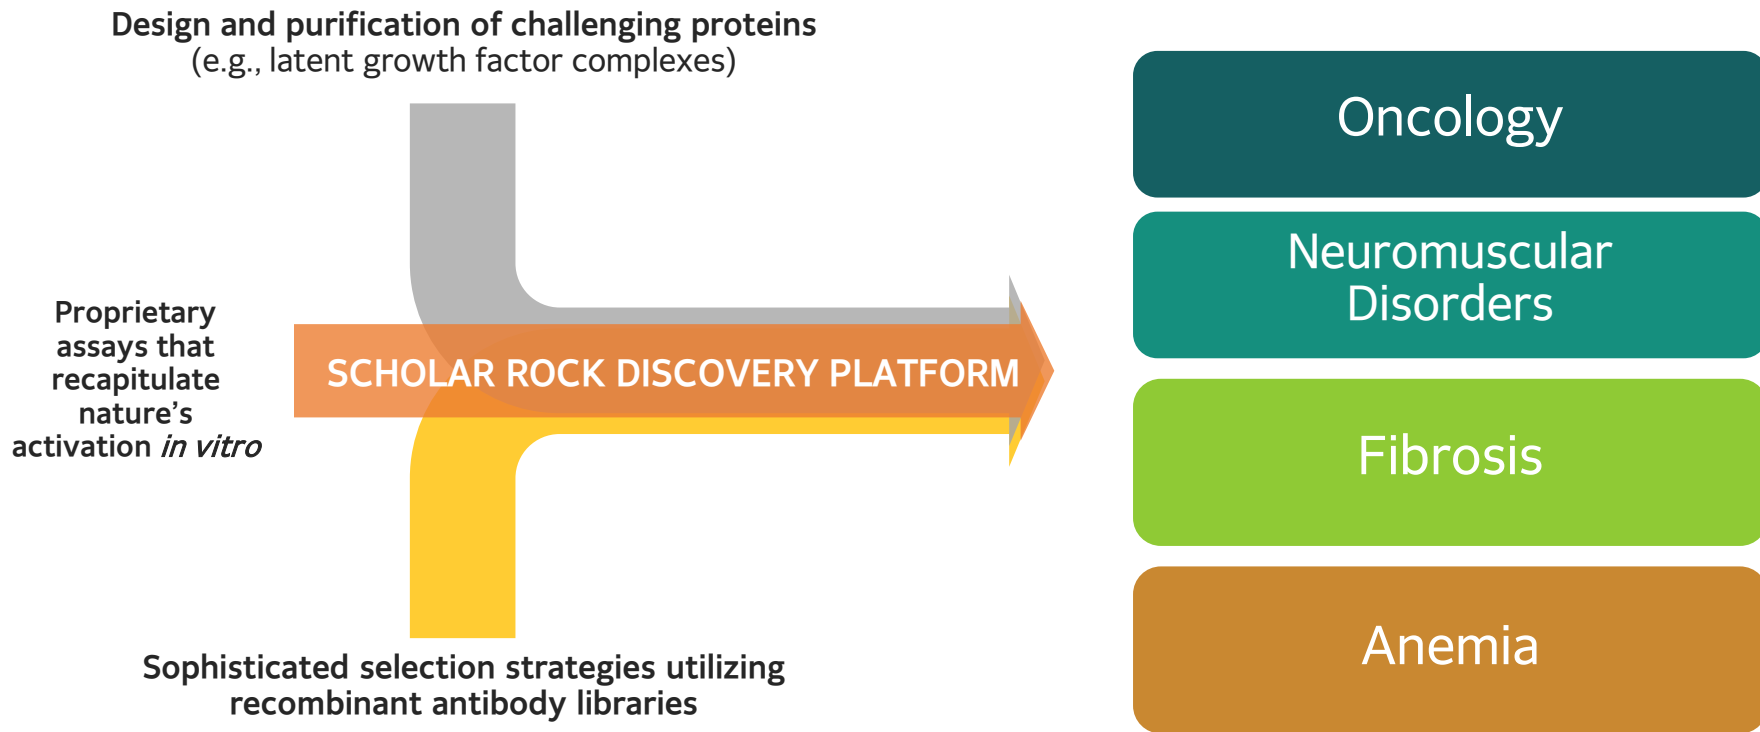 Design and purification of challenging proteins
(e.g., latent growth factor complexes)
Proprietary
assays that
recapitulate
nature’s
activation in vitro
SCHOLAR ROCK DISCOVERY PLATFORM
Sophisticated selection strategies utilizing
recombinant antibody libraries
Oncology
Neuromuscular
Disorders
Fibrosis
Anemia